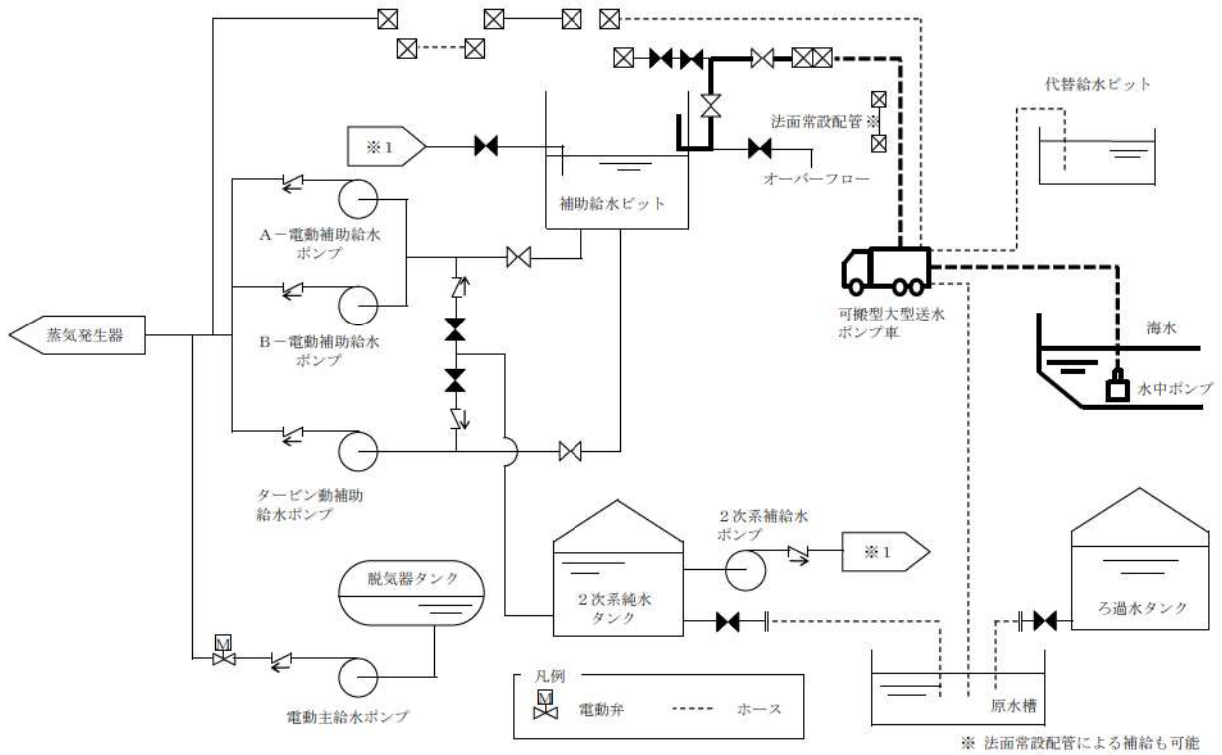 代替給水ピット
法面常設配管※
※1
オーバーフロー
補助給水ピット
A-電動補助給水
ポンプ
可搬型大型送水
ポンプ車
海水
蒸気発生器
B-電動補助給水
ポンプ
水中ポンプ
タービン動補助
給水ポンプ
2次系補給水
ポンプ
※1
脱気器タンク
2次系純水
タンク
ろ過水タンク
M
凡例
M
電動弁
ホース
原水槽
電動主給水ポンプ
※ 法面常設配管による補給も可能